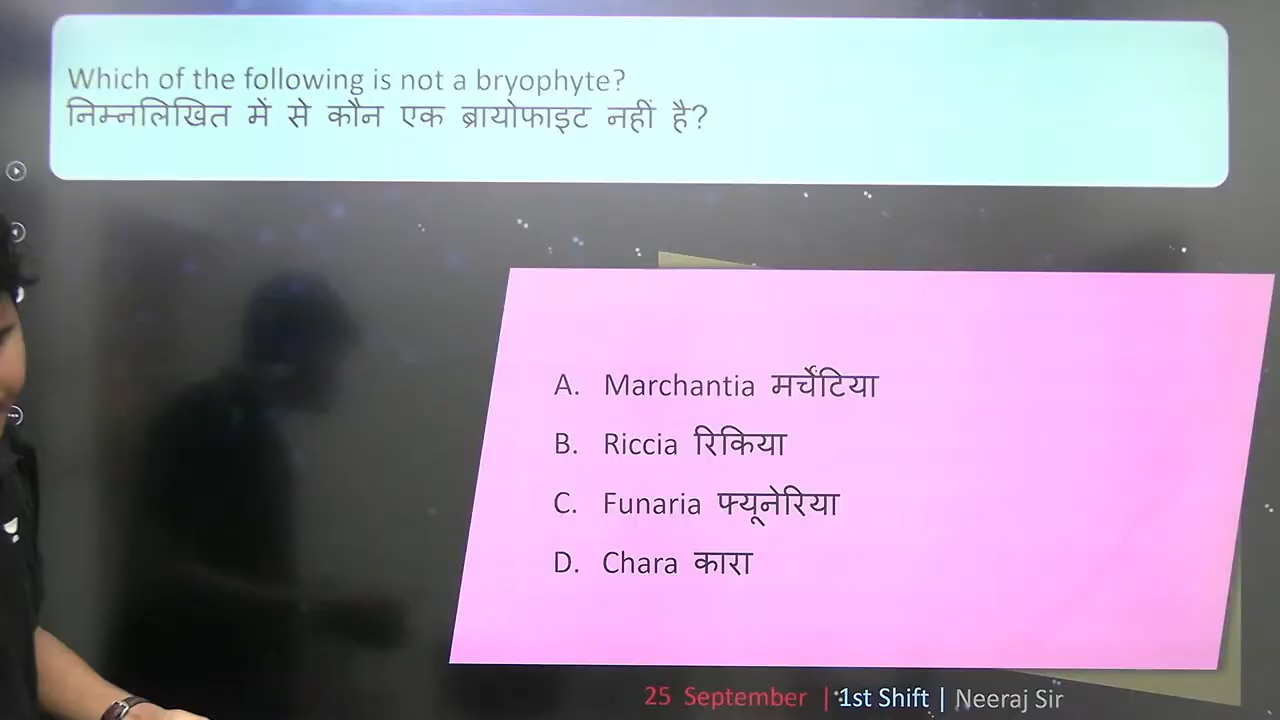 Which of the following is not a bryophyte?
निम्नलिखित में से कौन एक ब्रायोफाइट नहीं है?
A. Marchantia मर्चेंटिया
B. Riccia रिकिया
C. Funaria फ्यूनेरिया
D. Chara कारा
25 September | 1st Shift | Neeraj Sir